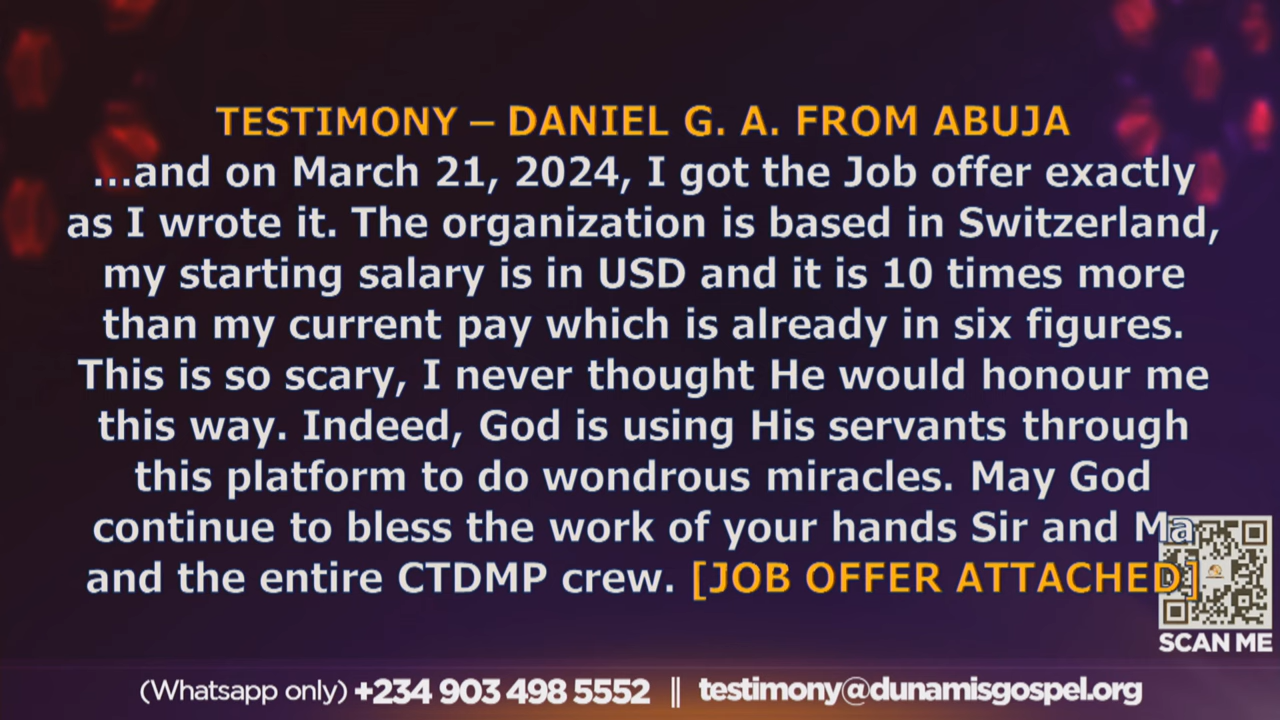 TESTIMONY – DANIEL G. A. FROM ABUJA
...and on March 21, 2024, I got the Job offer exactly
as I wrote it. The organization is based in Switzerland,
my starting salary is in USD and it is 10 times more
than my current pay which is already in six figures.
This is so scary, I never thought He would honour me
this way. Indeed, God is using His servants through
this platform to do wondrous miracles. May God
continue to bless the work of your hands Sir and Ma
and the entire CTDMP crew. [JOB OFFER ATTACHED]
SCAN ME
(Whatsapp only) +234 903 498 5552 || testimony@dunamisgospel.org